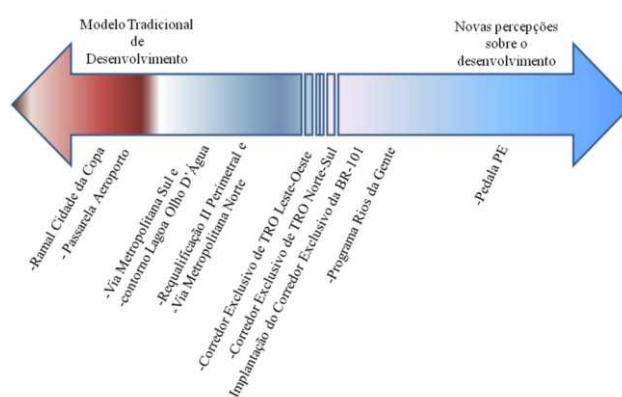 Modelo Tradicional
de
Desenvolvimento
Novas percepções
sobre o
desenvolvimento
-Ramal Cidade da Copa
- Passarela Aeroporto
-Via Metropolitana Sul e
-contorno Lagoa Olho D'Água
-Requalificação II Perimetral e
-Via Metropolitana Norte
-Corredor Exclusivo de TRO Leste-Oeste
-Corredor Exclusivo de TRO Norte-Sul
Implantação do Corredor Exclusivo da BR-101
-Programa Rios da Gente
-Pedala PE